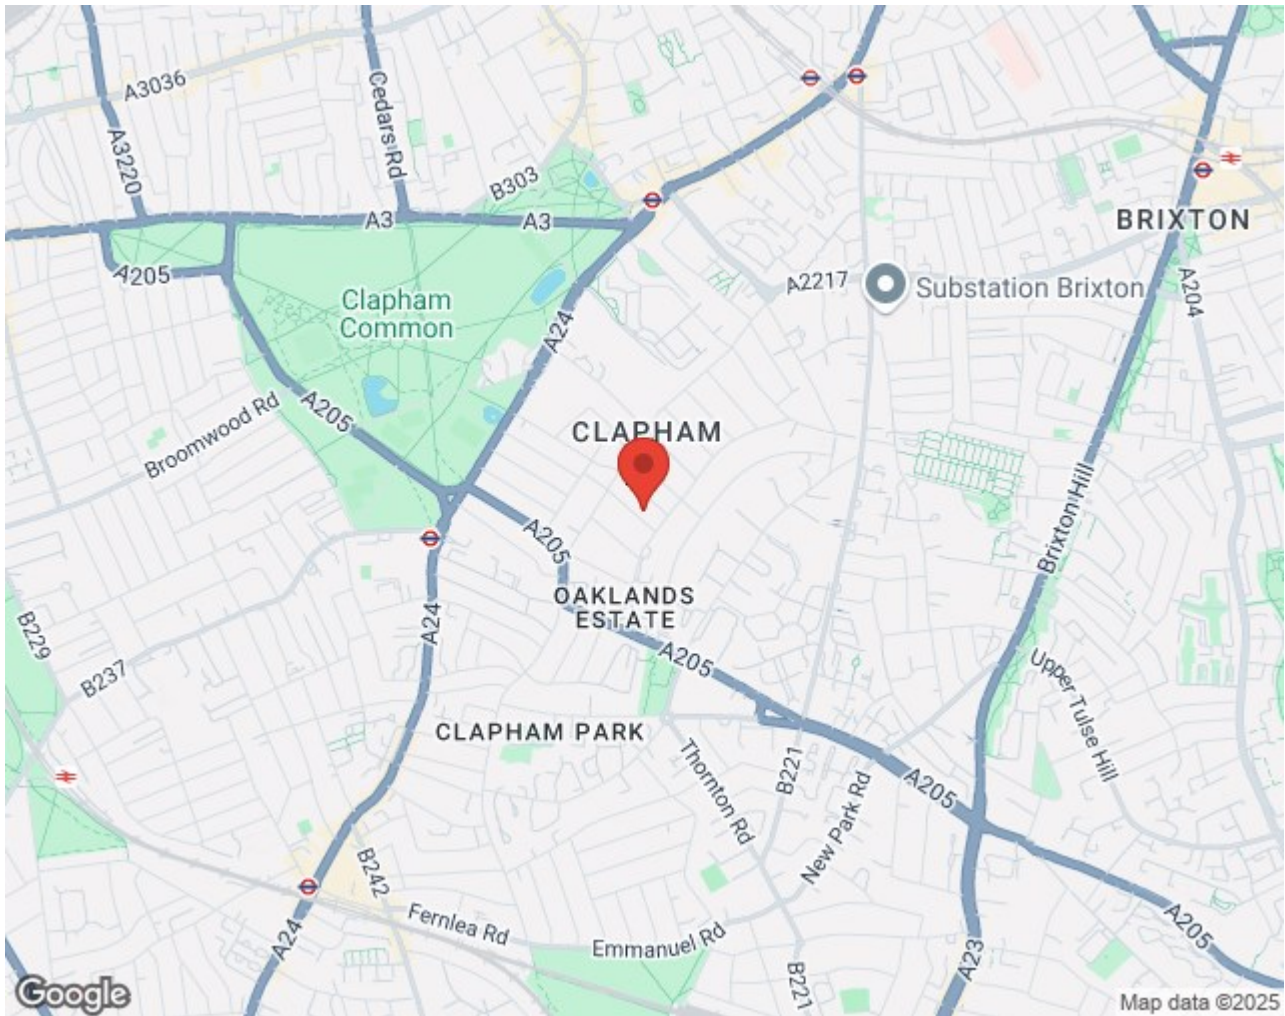 A3036
Cedars Rd
A3220
B303
A3
A3
BRIXTON
A205
A2217
Substation Brixton
A204
Clapham
Common
A24
Broomwood Rd
A205
CLAPHAM
Brixton Hill
A205
OAKLANDS
ESTATE
A24
B229
B237
A205
Upper Tulse Hill
CLAPHAM PARK
Thornton Rd
B221
New Park Rd
A205
B242
Fernlea Rd
Emmanuel Rd
A24
A23
A205
B221
Google
Map data ©2025